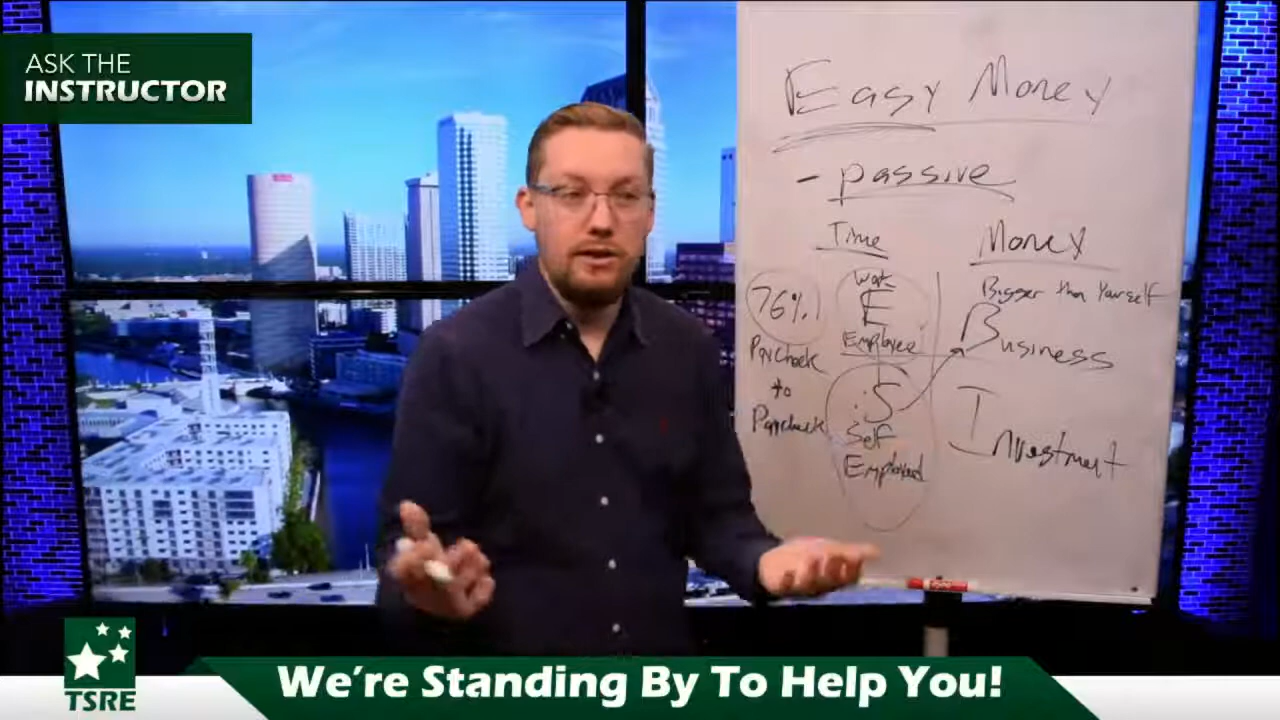 ASK THE
INSTRUCTOR
Easy Money
- passive
Time
Money
Work
E
Employee
76%!
Paycheck
to
Paycheck
S
Self
Employed
Bigger than Yourself
Business
Investment
TSRE
We're Standing By To Help You!